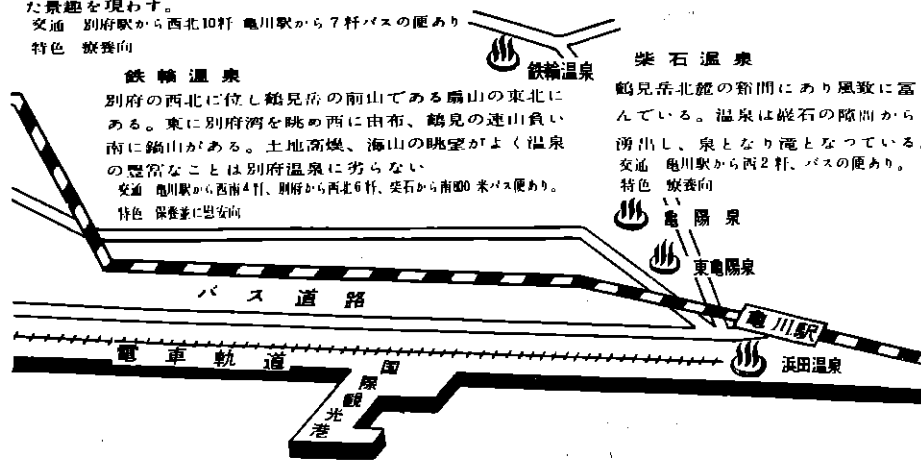 た景趣を現わす。
交通 別府駅から西北10粁 亀川駅から7粁バスの便あり
特色 療養向
鉄輪温泉
鉄輪温泉
別府の西北に位し鶴見岳の前山である扇山の東北に
ある。東に別府湾を眺め西に由布、鶴見の連山負い
南に鍋山がある。土地高燥、海山の眺望がよく温泉
の豊富なことは別府温泉に劣らない
交通 亀川駅から西南4粁、別府から西北6粁、柴石から南800米バス便あり。
特色 保養並に慰安向
柴石温泉
鶴見岳北麓の谿間にあり風致に富
んでいる。温泉は巌石の隙間から
湧出し、泉となり滝となつている。
交通 亀川駅から西2粁、バスの便あり。
特色 療養向
亀陽泉
東亀陽泉
バス道路
亀川駅
電車軌道
浜田温泉
国際観光港